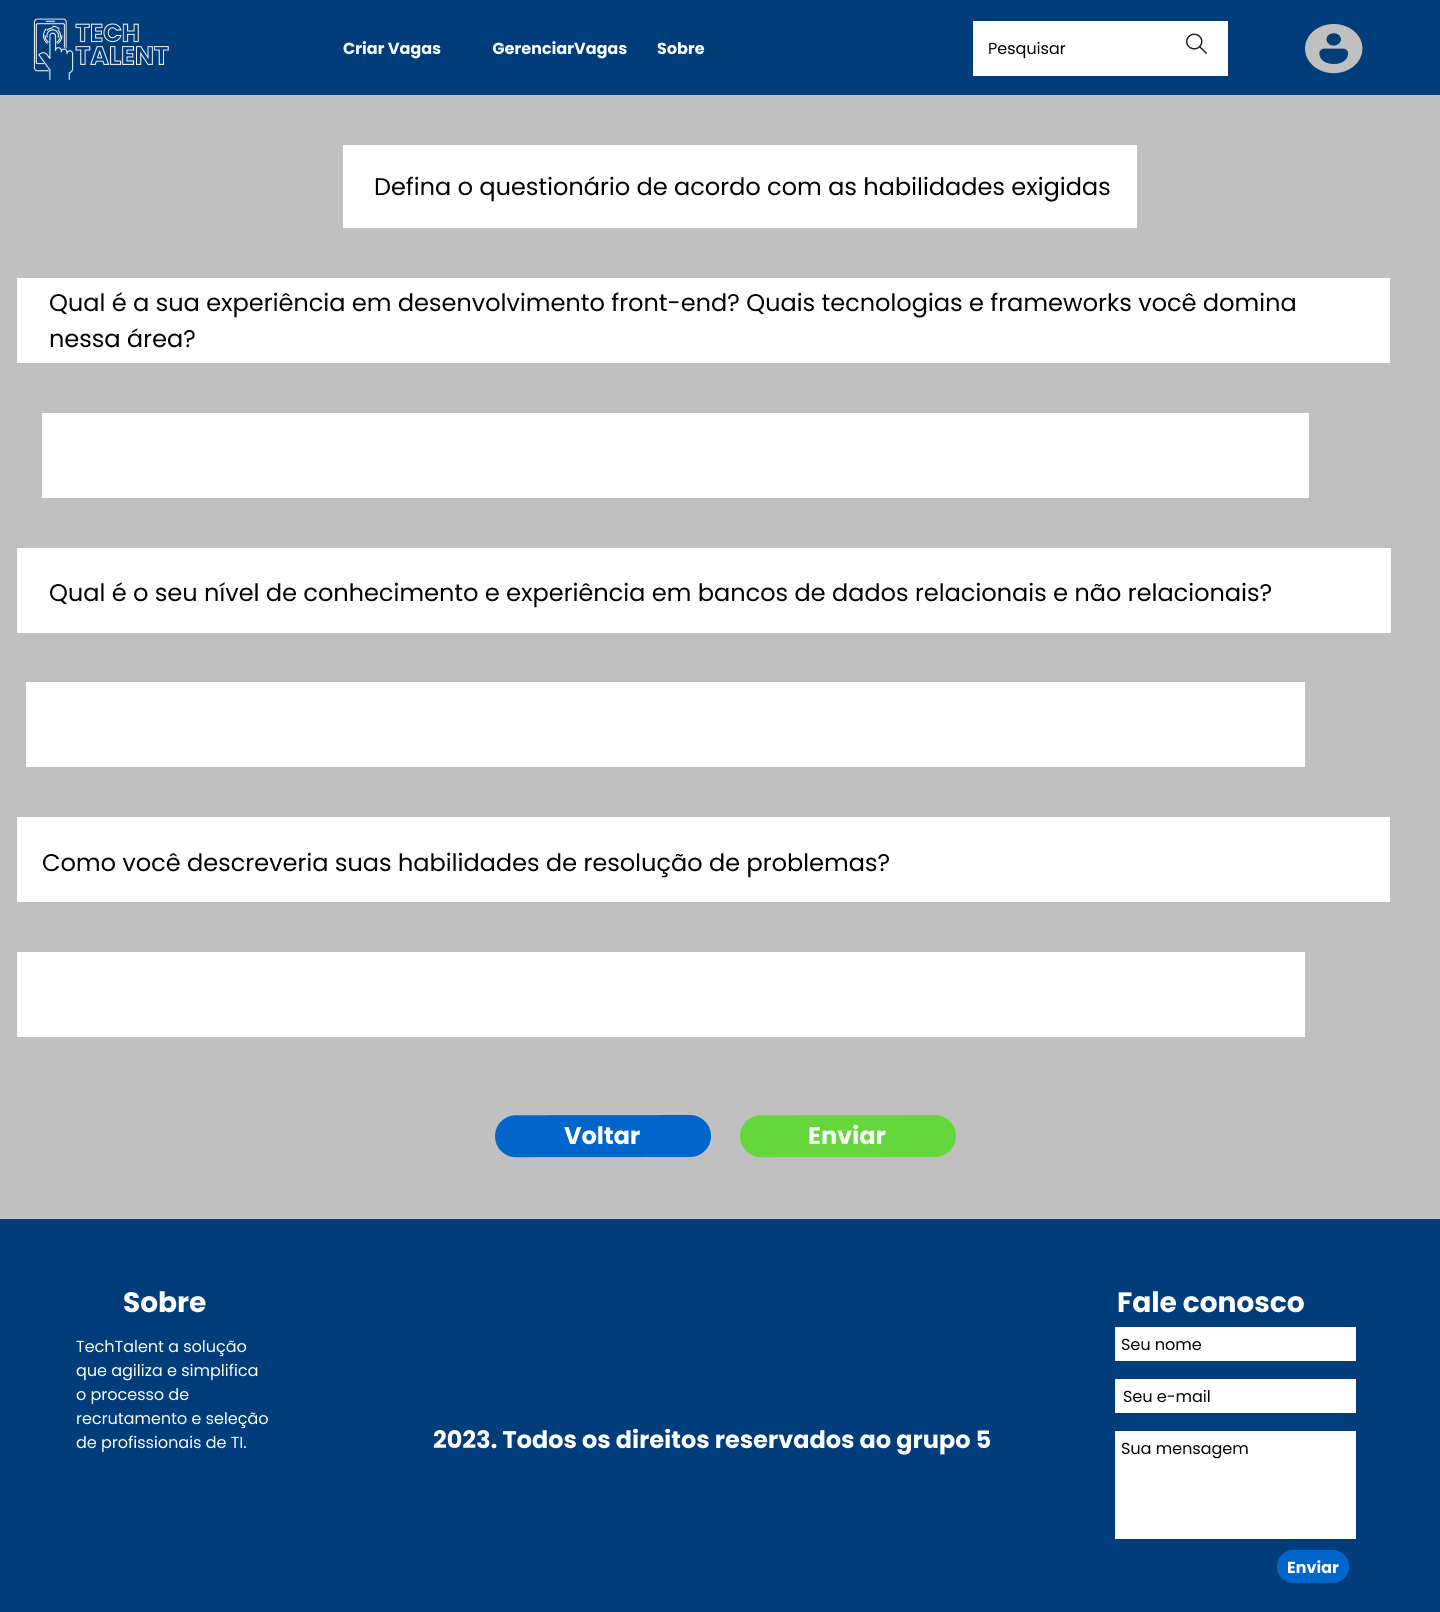 TECH
TALENT
Criar Vagas
GerenciarVagas
Sobre
Pesquisar
Defina o questionário de acordo com as habilidades exigidas
Qual é a sua experiência em desenvolvimento front-end? Quais tecnologias e frameworks você domina
nessa área?
Qual é o seu nível de conhecimento e experiência em bancos de dados relacionais e não relacionais?
Como você descreveria suas habilidades de resolução de problemas?
Voltar
Enviar
Sobre
TechTalent a solução
que agiliza e simplifica
o processo de
recrutamento e seleção
de profissionais de TI.
2023. Todos os direitos reservados ao grupo 5
Fale conosco
Seu nome
Seu e-mail
Sua mensagem
Enviar